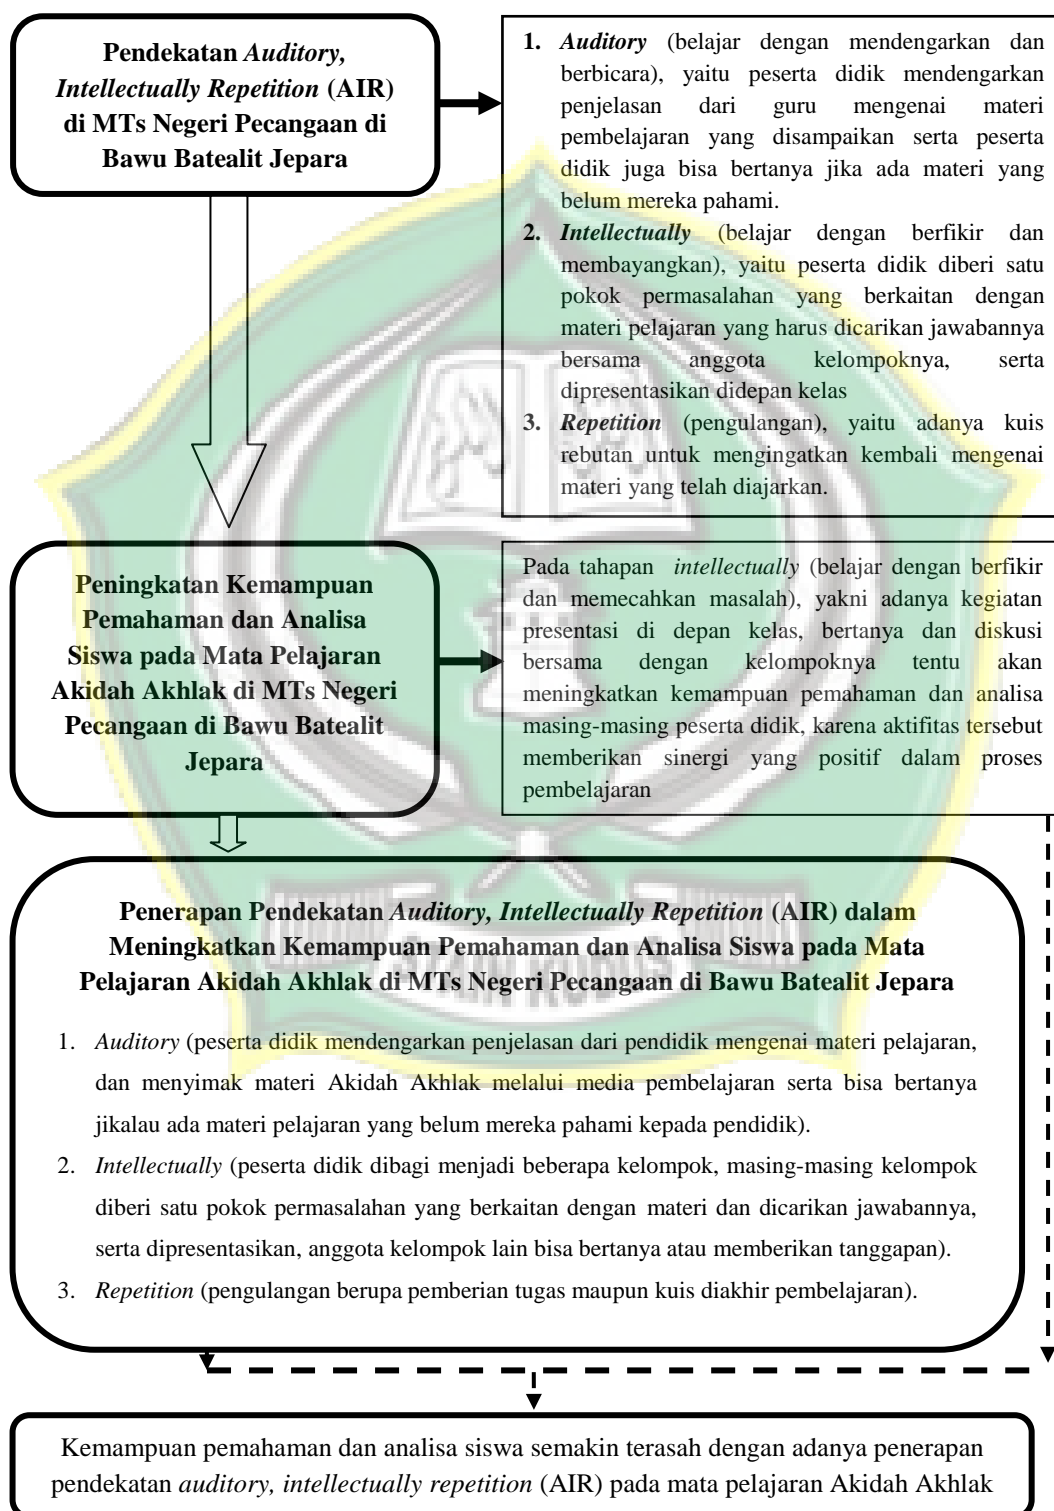 Pendekatan Auditory,
Intellectually Repetition (AIR)
di MTs Negeri Pecangaan di
Bawu Batealit Jepara
1. Auditory (belajar dengan mendengarkan dan
berbicara), yaitu peserta didik mendengarkan
penjelasan dari guru mengenai materi
pembelajaran yang disampaikan serta peserta
didik juga bisa bertanya jika ada materi yang
belum mereka pahami.
2. Intellectually (belajar dengan berfikir dan
membayangkan), yaitu peserta didik diberi satu
pokok permasalahan yang berkaitan dengan
materi pelajaran yang harus dicarikan jawabannya
bersama anggota kelompoknya, serta
dipresentasikan didepan kelas
3. Repetition (pengulangan), yaitu adanya kuis
rebutan untuk mengingatkan kembali mengenai
materi yang telah diajarkan.
Peningkatan Kemampuan
Pemahaman dan Analisa
Siswa pada Mata Pelajaran
Akidah Akhlak di MTs Negeri
Pecangaan di Bawu Batealit
Jepara
Pada tahapan intellectually (belajar dengan berfikir
dan memecahkan masalah), yakni adanya kegiatan
presentasi di depan kelas, bertanya dan diskusi
bersama dengan kelompoknya tentu akan
meningkatkan kemampuan pemahaman dan analisa
masing-masing peserta didik, karena aktifitas tersebut
memberikan sinergi yang positif dalam proses
pembelajaran
Penerapan Pendekatan Auditory, Intellectually Repetition (AIR) dalam
Meningkatkan Kemampuan Pemahaman dan Analisa Siswa pada Mata
Pelajaran Akidah Akhlak di MTs Negeri Pecangaan di Bawu Batealit Jepara
1. Auditory (peserta didik mendengarkan penjelasan dari pendidik mengenai materi pelajaran,
dan menyimak materi Akidah Akhlak melalui media pembelajaran serta bisa bertanya
jikalau ada materi pelajaran yang belum mereka pahami kepada pendidik).
2. Intellectually (peserta didik dibagi menjadi beberapa kelompok, masing-masing kelompok
diberi satu pokok permasalahan yang berkaitan dengan materi dan dicarikan jawabannya,
serta dipresentasikan, anggota kelompok lain bisa bertanya atau memberikan tanggapan).
3. Repetition (pengulangan berupa pemberian tugas maupun kuis diakhir pembelajaran).
Kemampuan pemahaman dan analisa siswa semakin terasah dengan adanya penerapan
pendekatan auditory, intellectually repetition (AIR) pada mata pelajaran Akidah Akhlak